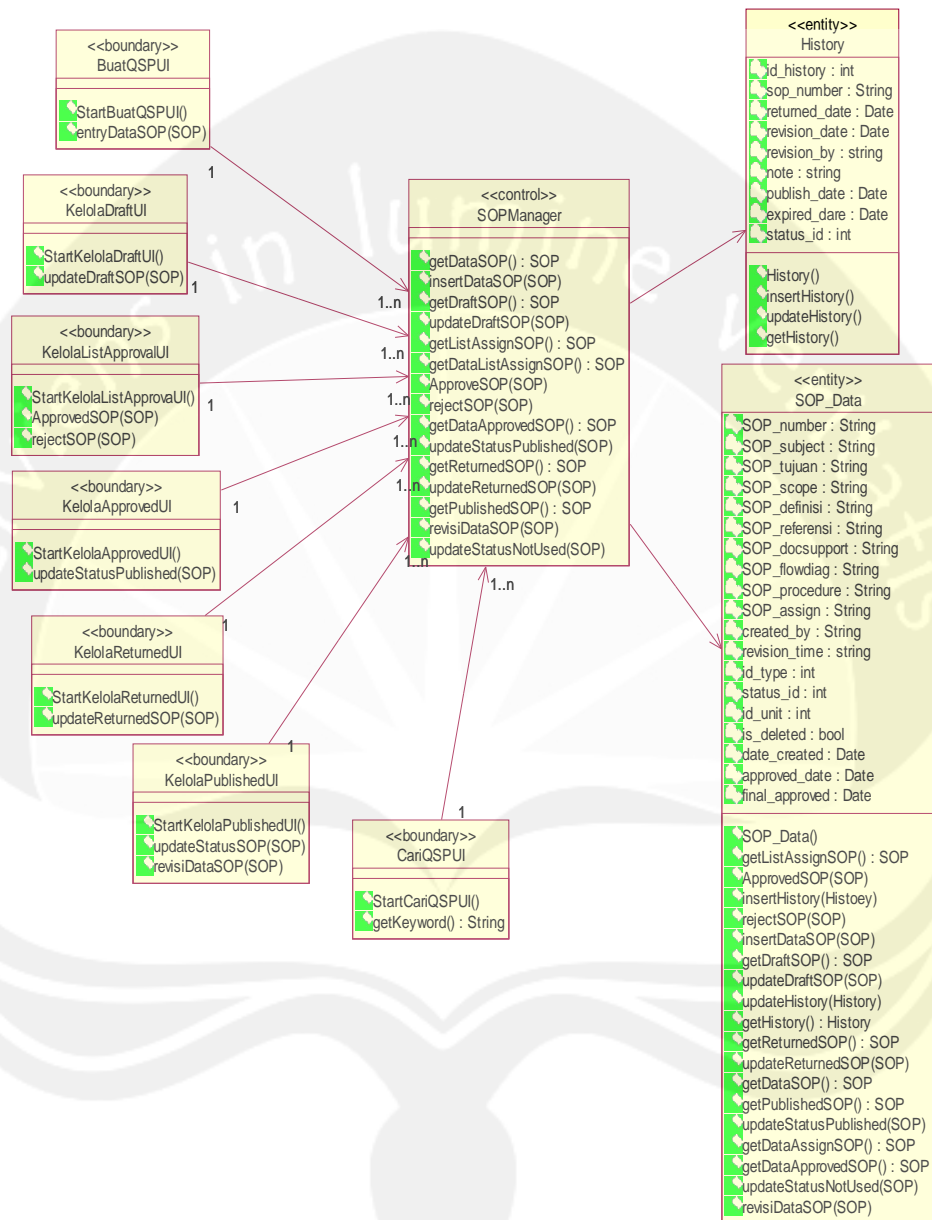 <<boundary>>
BuatQSPUI
StartBuatQSPUI()
entryDataSOP(SOP)
1
<<boundary>>
KelolaDraftUI
StartKelolaDraftUI()
updateDraftSOP(SOP)
1
<<boundary>>
KelolaListApprovalUI
StartKelolaListApprovaUI()
ApprovedSOP(SOP)
rejectSOP(SOP)
1
<<boundary>>
KelolaApprovedUI
StartKelolaApprovedUI()
updateStatusPublished(SOP)
1
<<boundary>>
KelolaReturnedUI
StartKelolaReturnedUI()
updateReturnedSOP(SOP)
1
<<boundary>>
KelolaPublishedUI
StartKelolaPublishedUI()
updateStatusSOP(SOP)
revisiDataSOP(SOP)
1
<<boundary>>
CariQSPUI
StartCariQSPUI()
getKeyword() : String
1
<<control>>
SOPManager
getDataSOP() : SOP
insertDataSOP(SOP)
getDraftSOP() : SOP
updateDraftSOP(SOP)
getListAssignSOP() : SOP
getDataListAssignSOP() : SOP
ApproveSOP(SOP)
rejectSOP(SOP)
getDataApprovedSOP() : SOP
updateStatusPublished(SOP)
getReturnedSOP() : SOP
updateReturnedSOP(SOP)
getPublishedSOP() : SOP
revisiDataSOP(SOP)
updateStatusNotUsed(SOP)
1..n
1..n
1..n
1..n
1..n
1..n
1..n
<<entity>>
History
id_history : int
sop_number : String
returned_date : Date
revision_date : Date
revision_by : string
note : string
publish_date : Date
expired_dare : Date
status_id : int
History()
insertHistory()
updateHistory()
getHistory()
<<entity>>
SOP_Data
SOP_number : String
SOP_subject : String
SOP_tujuan : String
SOP_scope : String
SOP_definisi : String
SOP_referensi : String
SOP_docsupport : String
SOP_flowdiag : String
SOP_procedure : String
SOP_assign : String
created_by : String
revision_time : string
id_type : int
status_id : int
id_unit : int
is_deleted : bool
date_created : Date
approved_date : Date
final_approved : Date
SOP_Data()
getListAssignSOP() : SOP
ApprovedSOP(SOP)
insertHistory(Histoey)
rejectSOP(SOP)
insertDataSOP(SOP)
getDraftSOP() : SOP
updateDraftSOP(SOP)
updateHistory(History)
getHistory() : History
getReturnedSOP() : SOP
updateReturnedSOP(SOP)
getDataSOP() : SOP
getPublishedSOP() : SOP
updateStatusPublished(SOP)
getDataAssignSOP() : SOP
getDataApprovedSOP() : SOP
updateStatusNotUsed(SOP)
revisiDataSOP(SOP)
in lumine